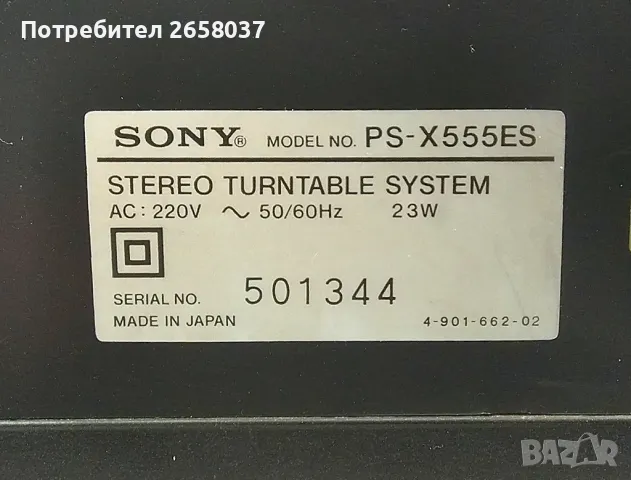 Потребител 2658037
SONY® MODEL NO. PS-X555ES
STEREO TURNTABLE SYSTEM
AC: 220V ～ 50/60Hz 23W
SERIAL NO. 501344
MADE IN JAPAN 4-901-662-02
BAZAR